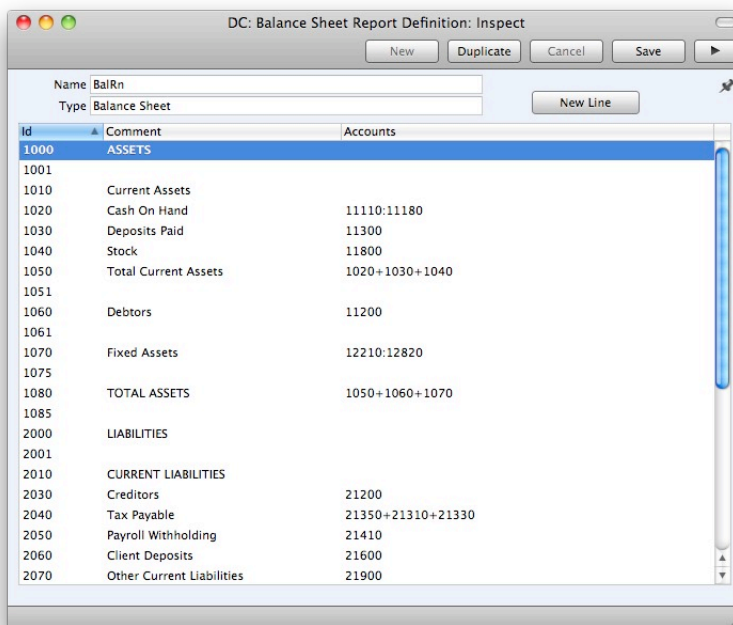 DC: Balance Sheet Report Definition: Inspect
New Duplicate Cancel Save
Name BalRn
Type Balance Sheet
New Line
Id Comment Accounts
1000 ASSETS
1001
1010 Current Assets
1020 Cash On Hand 11110:11180
1030 Deposits Paid 11300
1040 Stock 11800
1050 Total Current Assets 1020+1030+1040
1051
1060 Debtors 11200
1061
1070 Fixed Assets 12210:12820
1075
1080 TOTAL ASSETS 1050+1060+1070
1085
2000 LIABILITIES
2001
2010 CURRENT LIABILITIES
2030 Creditors 21200
2040 Tax Payable 21350+21310+21330
2050 Payroll Withholding 21410
2060 Client Deposits 21600
2070 Other Current Liabilities 21900